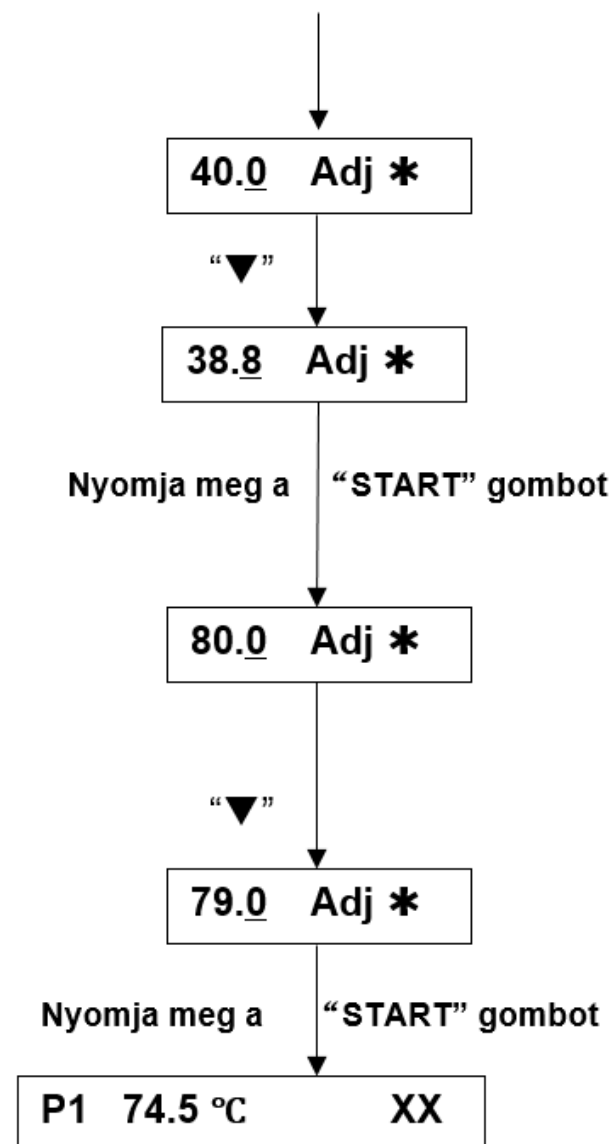 40.0 Adj ✱
“▼”
38.8 Adj ✱
Nyomja meg a “START” gombot
80.0 Adj ✱
“▼”
79.0 Adj ✱
Nyomja meg a “START” gombot
P1 74.5 ℃ XX